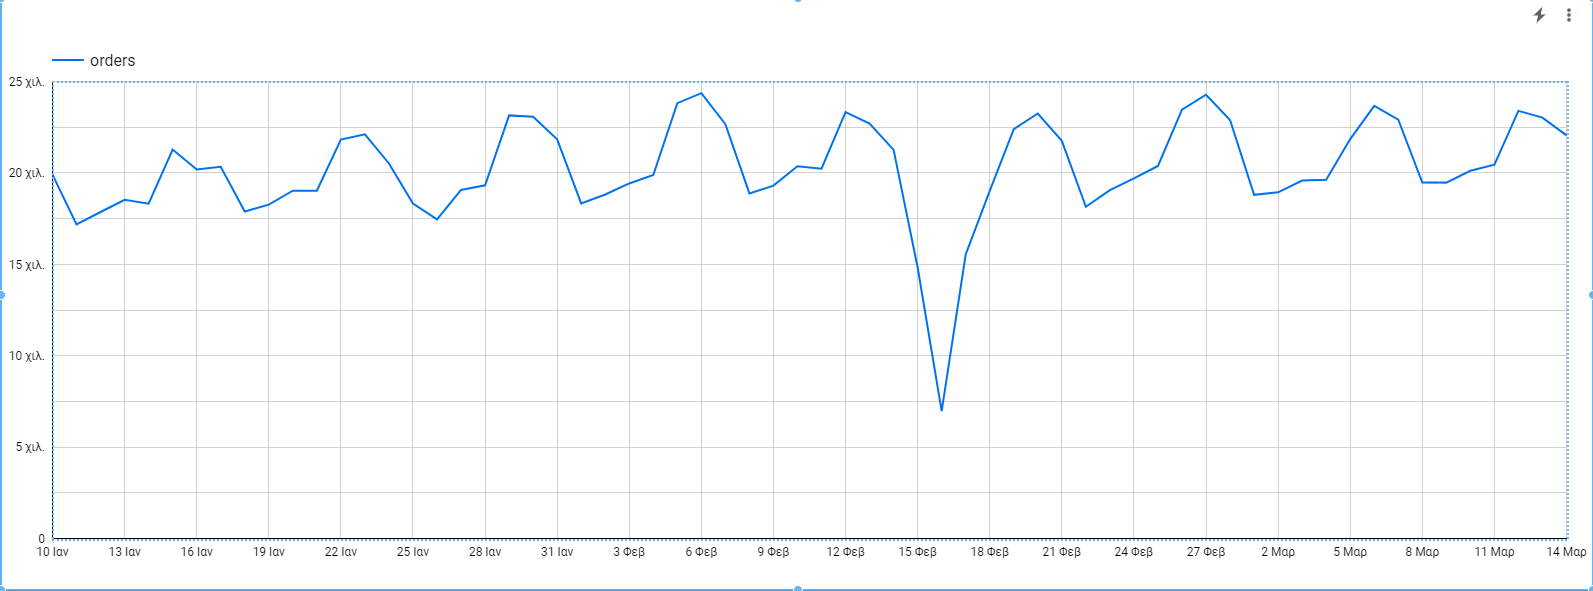 orders
25 χιλ.
20 χιλ.
15 χιλ.
10 χιλ.
5 χιλ.
0
10 Ιαν 13 Ιαν 16 Ιαν 19 Ιαν 22 Ιαν 25 Ιαν 28 Ιαν 31 Ιαν 3 Φεβ 6 Φεβ 9 Φεβ 12 Φεβ 15 Φεβ 18 Φεβ 21 Φεβ 24 Φεβ 27 Φεβ 2 Μαρ 5 Μαρ 8 Μαρ 11 Μαρ 14 Μαρ